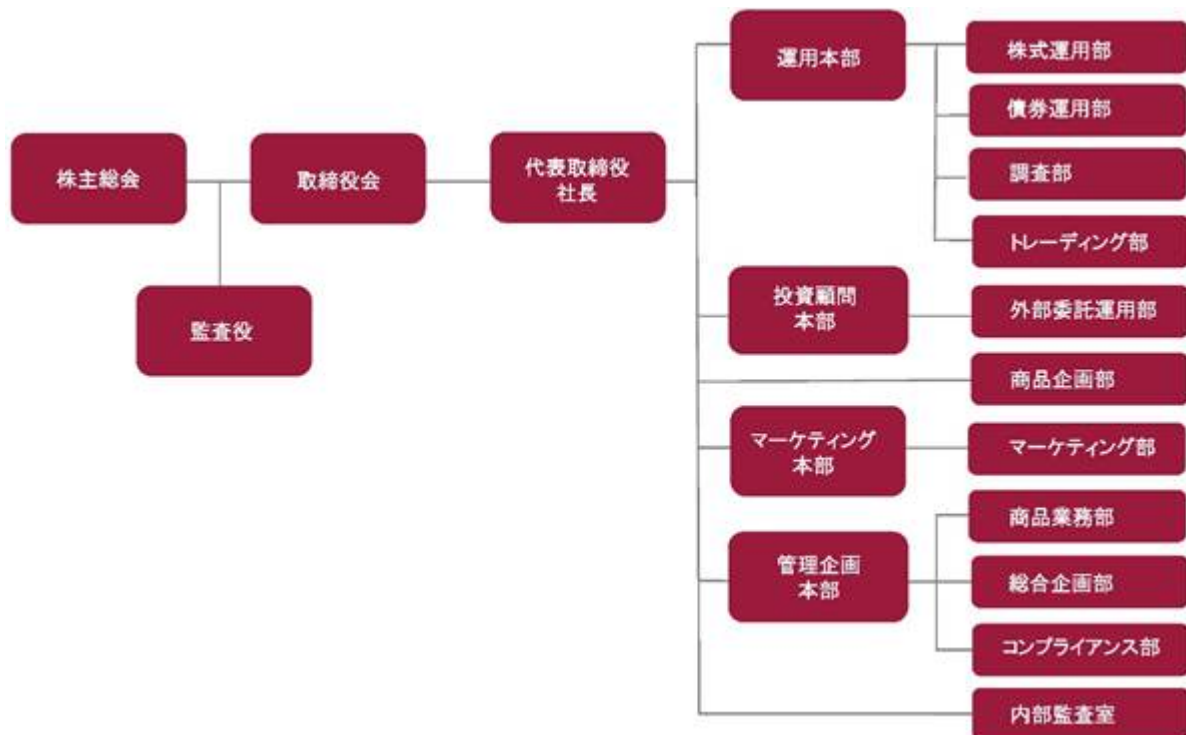 株主総会
取締役会
代表取締役
社長
監査役
運用本部
株式運用部
債券運用部
調査部
トレーディング部
投資顧問
本部
外部委託運用部
商品企画部
マーケティング
本部
マーケティング部
管理企画
本部
商品業務部
総合企画部
コンプライアンス部
内部監査室